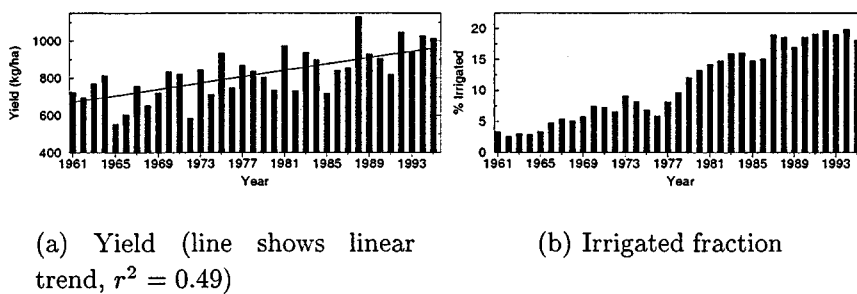 1000
800
600
400
Yield (kg/ha)
1961 1965 1969 1973 1977 1981 1985 1989 1993
Year
20
15
10
5
0
% Irrigated
1961 1965 1969 1973 1977 1981 1985 1989 1993
Year
(a) Yield (line shows linear
trend, r² = 0.49)
(b) Irrigated fraction